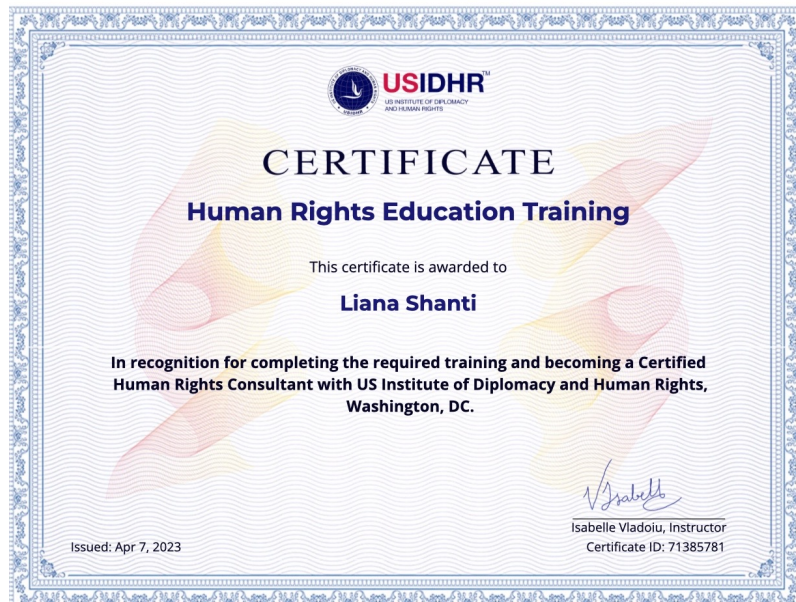 USIDHR™
US INSTITUTE OF DIPLOMACY
AND HUMAN RIGHTS
CERTIFICATE
Human Rights Education Training
This certificate is awarded to
Liana Shanti
In recognition for completing the required training and becoming a Certified
Human Rights Consultant with US Institute of Diplomacy and Human Rights,
Washington, DC.
Isabelle Vladoiu, Instructor
Issued: Apr 7, 2023
Certificate ID: 71385781